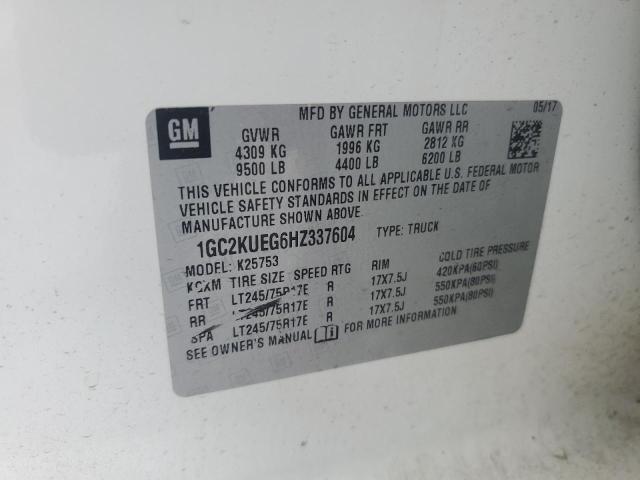 MFD BY GENERAL MOTORS LLC 05/17
GM
GVWR GAWR FRT GAWR RR
4309 KG 1996 KG 2812 KG
9500 LB 4400 LB 6200 LB
THIS VEHICLE CONFORMS TO ALL APPLICABLE U.S. FEDERAL MOTOR
VEHICLE SAFETY STANDARDS IN EFFECT ON THE DATE OF
MANUFACTURE SHOWN ABOVE.
1GC2KUEG6HZ337604 TYPE: TRUCK
MODEL: K25753
TIRE SIZE SPEED RTG RIM COLD TIRE PRESSURE
FRT LT245/75R17E R 17X7.5J 420KPA(60PSI)
RR LT245/75R17E R 17X7.5J 550KPA(80PSI)
SPA LT245/75R17E R 17X7.5J 550KPA(80PSI)
SEE OWNER'S MANUAL FOR MORE INFORMATION